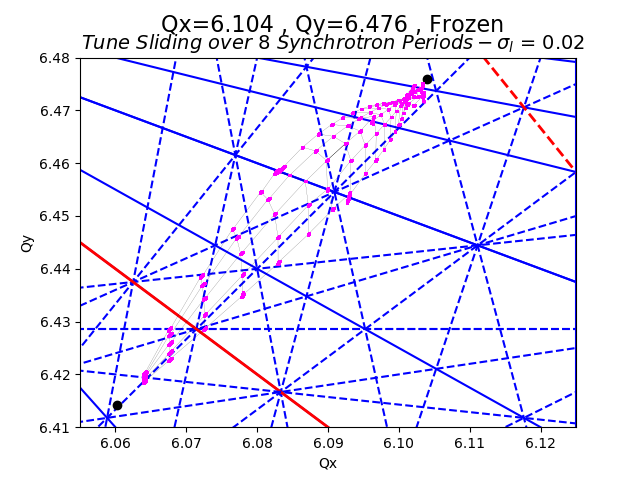 Qx=6.104 , Qy=6.476 , Frozen
Tune Sliding over 8 Synchrotron Periods − σl = 0.02
6.48
6.47
6.46
6.45
6.44
6.43
6.42
6.41
Qy
6.06 6.07 6.08 6.09 6.10 6.11 6.12
Qx